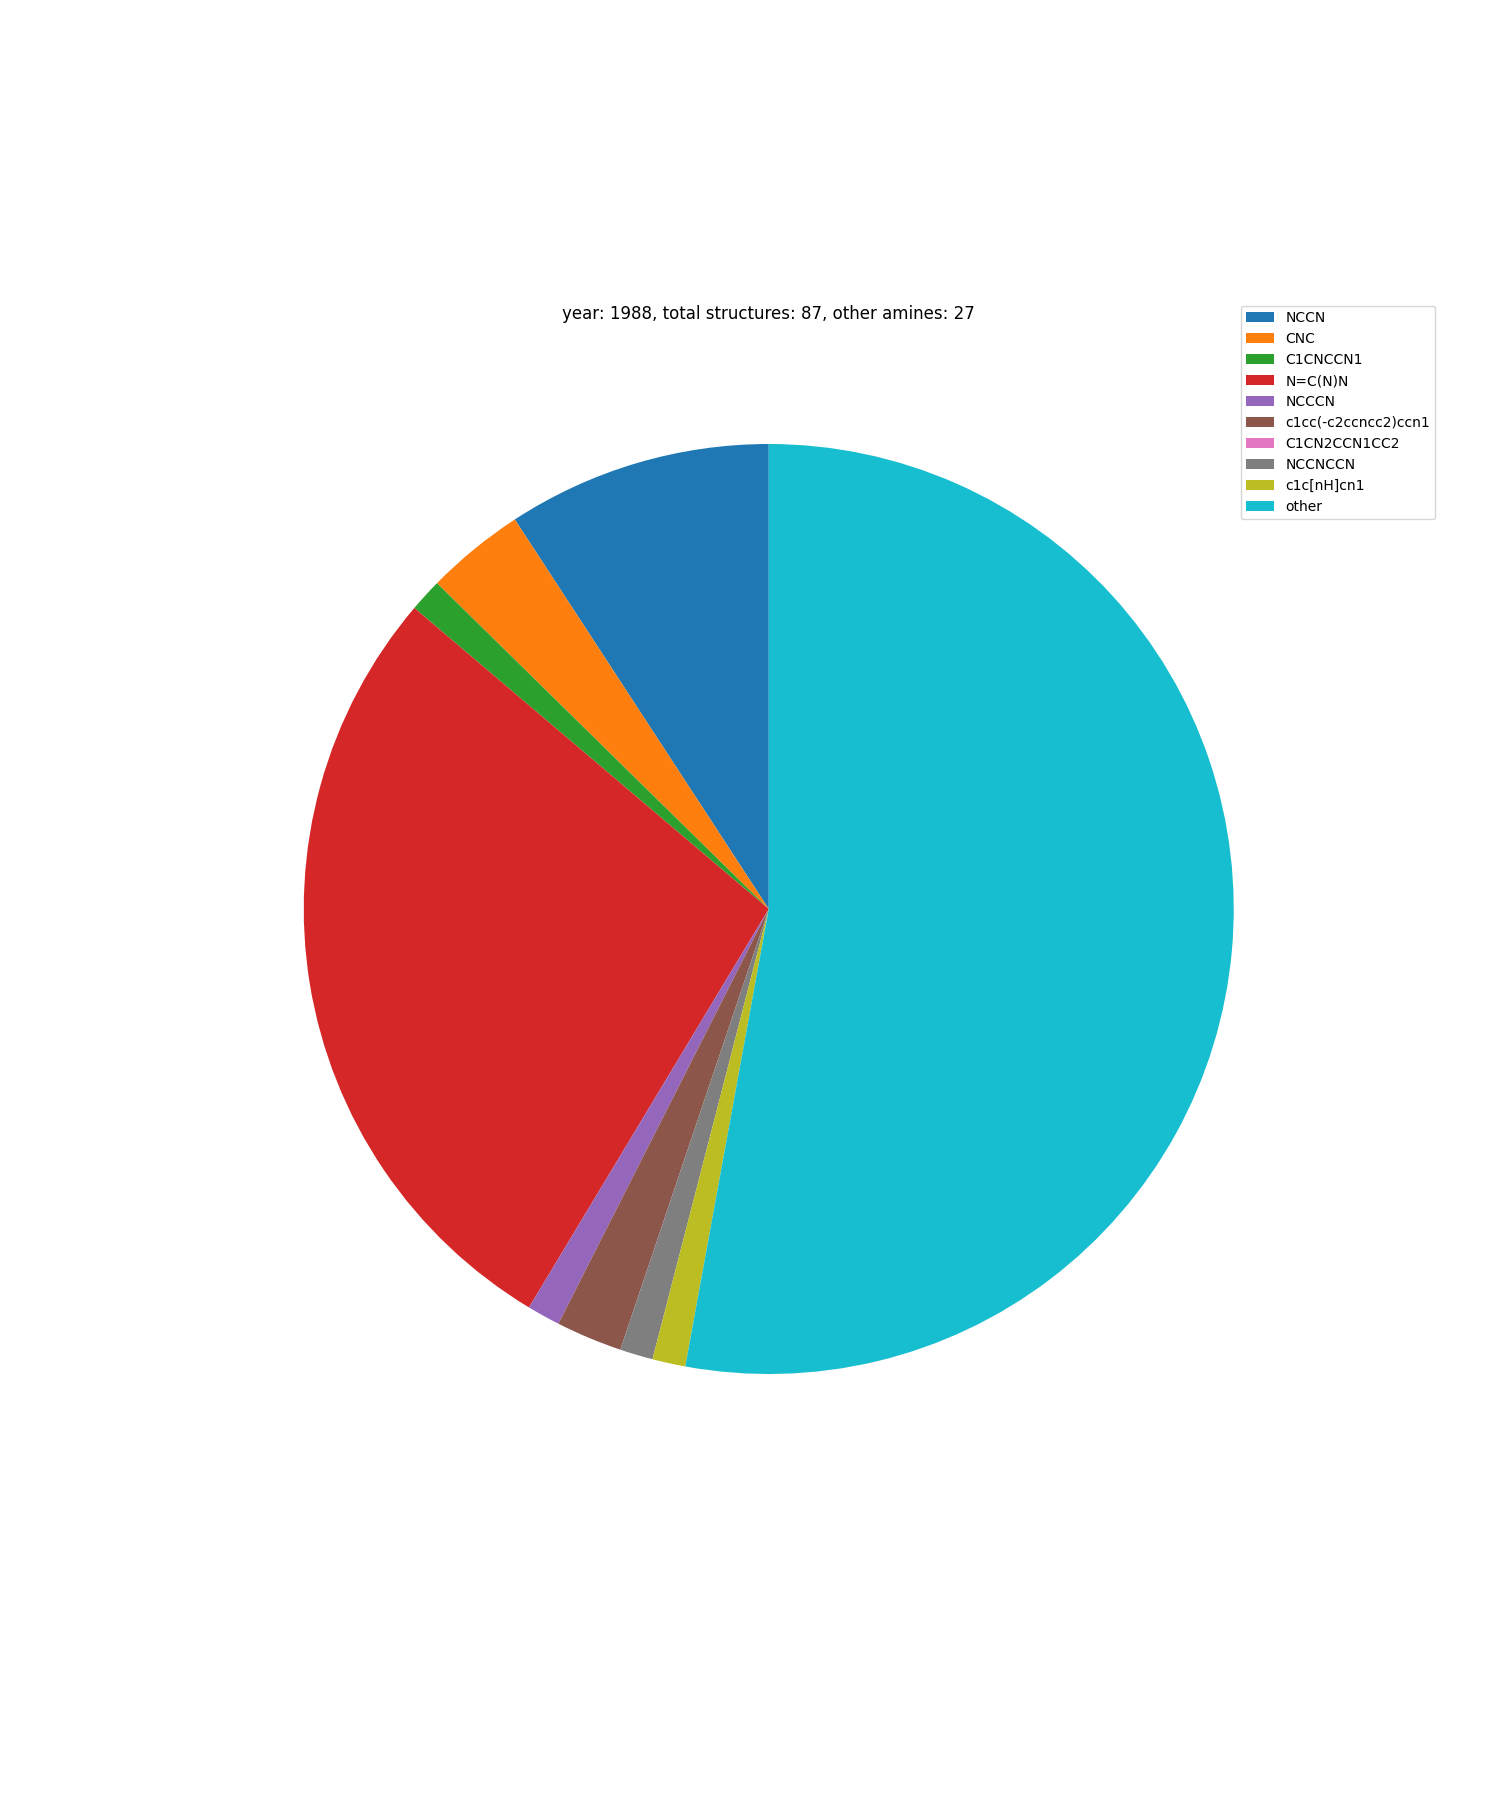 year: 1988, total structures: 87, other amines: 27
NCCN
CNC
C1CNCCN1
N=C(N)N
NCCCN
c1cc(-c2ccncc2)ccn1
C1CN2CCN1CC2
NCCNCCN
c1c[nH]cn1
other